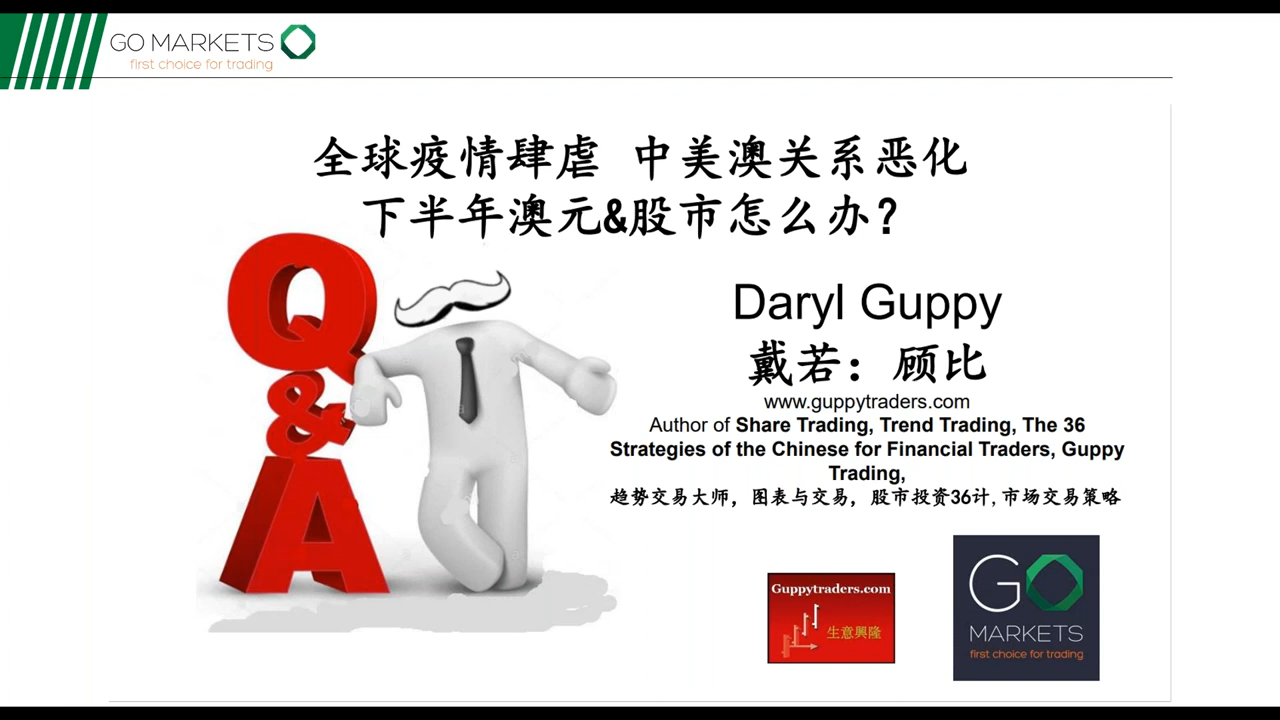 GO MARKETS
first choice for trading
全球疫情肆虐 中美澳关系恶化
下半年澳元&股市怎么办?
Q
&
A
Daryl Guppy
戴若：顾比
www.guppytraders.com
Author of Share Trading, Trend Trading, The 36
Strategies of the Chinese for Financial Traders, Guppy
Trading,
趋势交易大师，图表与交易，股市投资36计,市场交易策略
Guppytraders.com
生意興隆
GO
MARKETS
first choice for trading